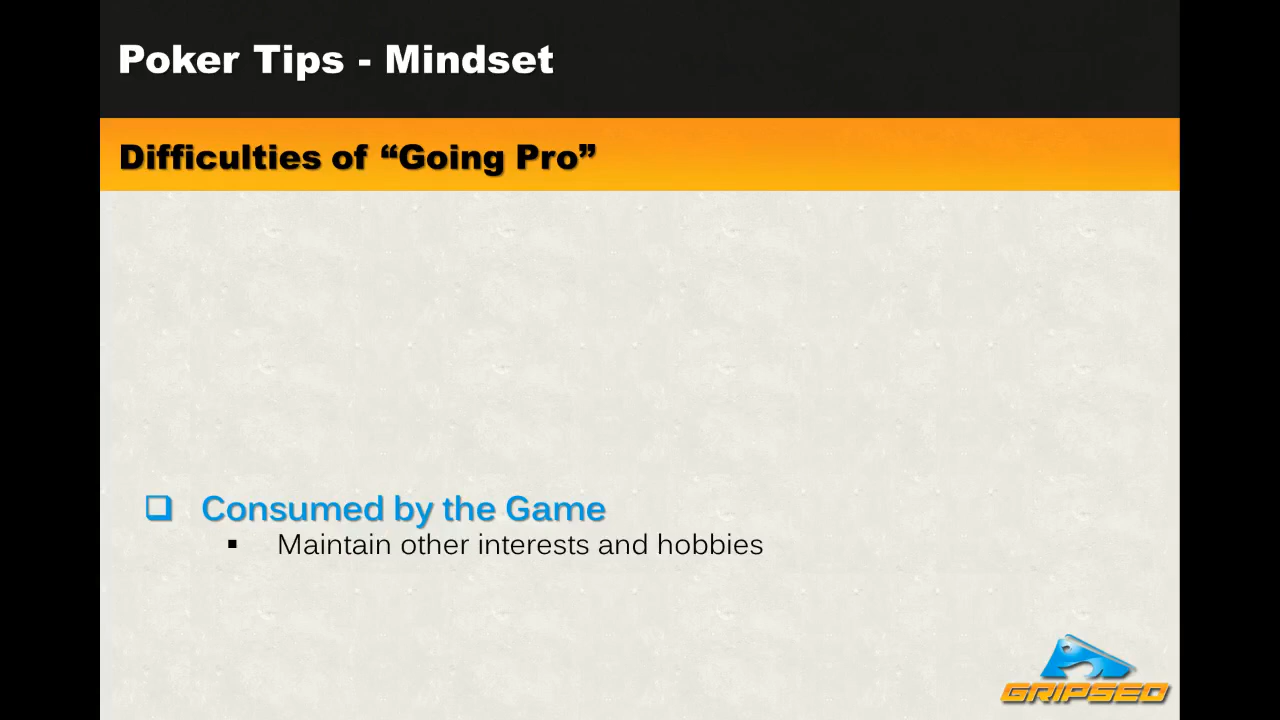 Poker Tips - Mindset
Difficulties of “Going Pro”
Consumed by the Game
Maintain other interests and hobbies
GRIPSED